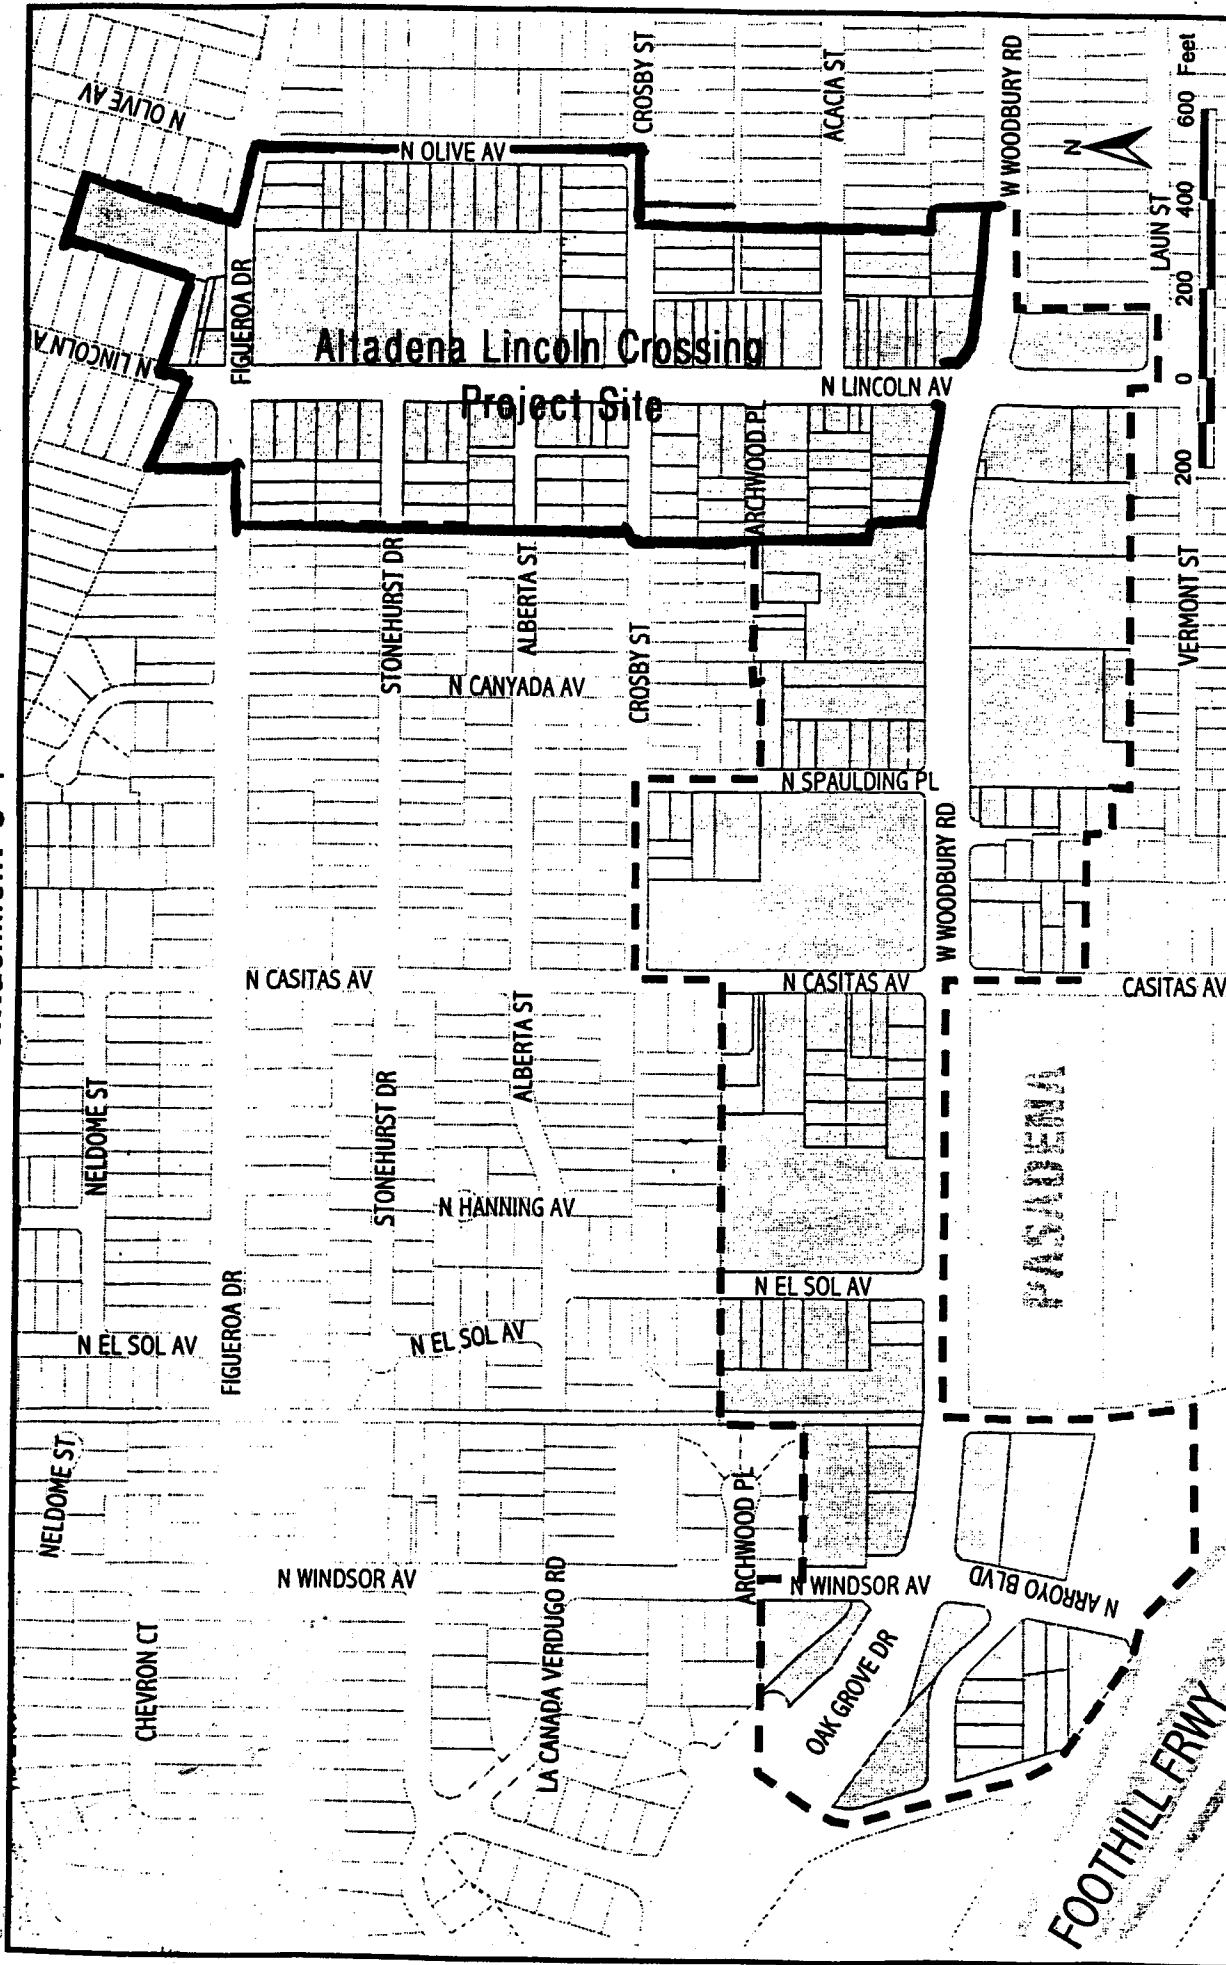 N OLIVE AV
CROSBY ST
ACACIA ST
W WOODBURY RD
600 Feet
N OLIVE AV
N
LAUN ST
400
200
N LINCOLN A
FIGUEROA DR
Altadena Lincoln Crossing
Project Site
N LINCOLN AV
0
ARCHWOOD PL
200
STONEHURST DR
ALBERTA ST
CROSBY ST
VERMONT ST
N CANYADA AV
N SPAULDING PL
W WOODBURY RD
N CASITAS AV
N CASITAS AV
CASITAS AV
NELDOME ST
STONEHURST DR
ALBERTA ST
N HANNING AV
PASADENA
N EL SOL AV
FIGUEROA DR
N EL SOL AV
N EL SOL AV
NELDOME ST
ARCHWOOD PL
N WINDSOR AV
LA CANADA VERDUGO RD
N WINDSOR AV
N ARROYO BLVD
CHEVRON CT
OAK GROVE DR
FOOTHILL FRWY